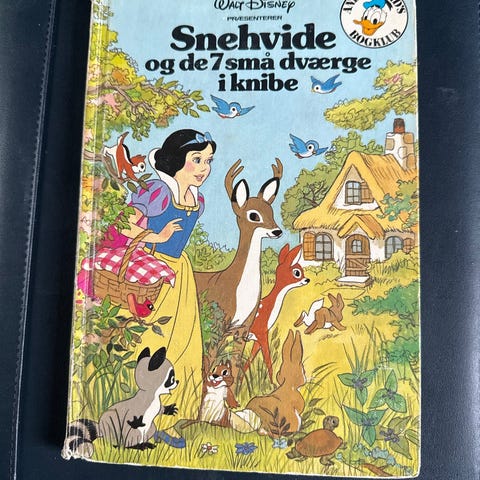 WALT DISNEY
PRÆSENTERER
Snehvide
og de 7 små dværge
i knibe
BOGKLUB